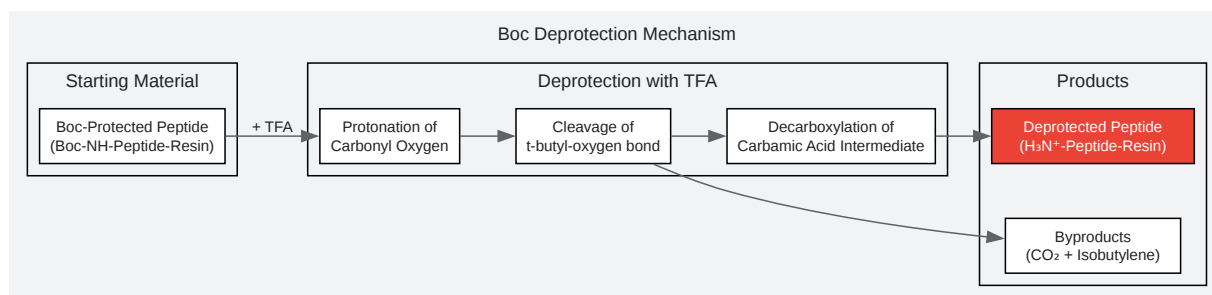 Boc Deprotection Mechanism
Starting Material
Boc-Protected Peptide
(Boc-NH-Peptide-Resin)
+ TFA
Deprotection with TFA
Protonation of
Carbonyl Oxygen
Cleavage of
t-butyl-oxygen bond
Decarboxylation of
Carbamic Acid Intermediate
Products
Deprotected Peptide
(H₃N⁺-Peptide-Resin)
Byproducts
(CO₂ + Isobutylene)